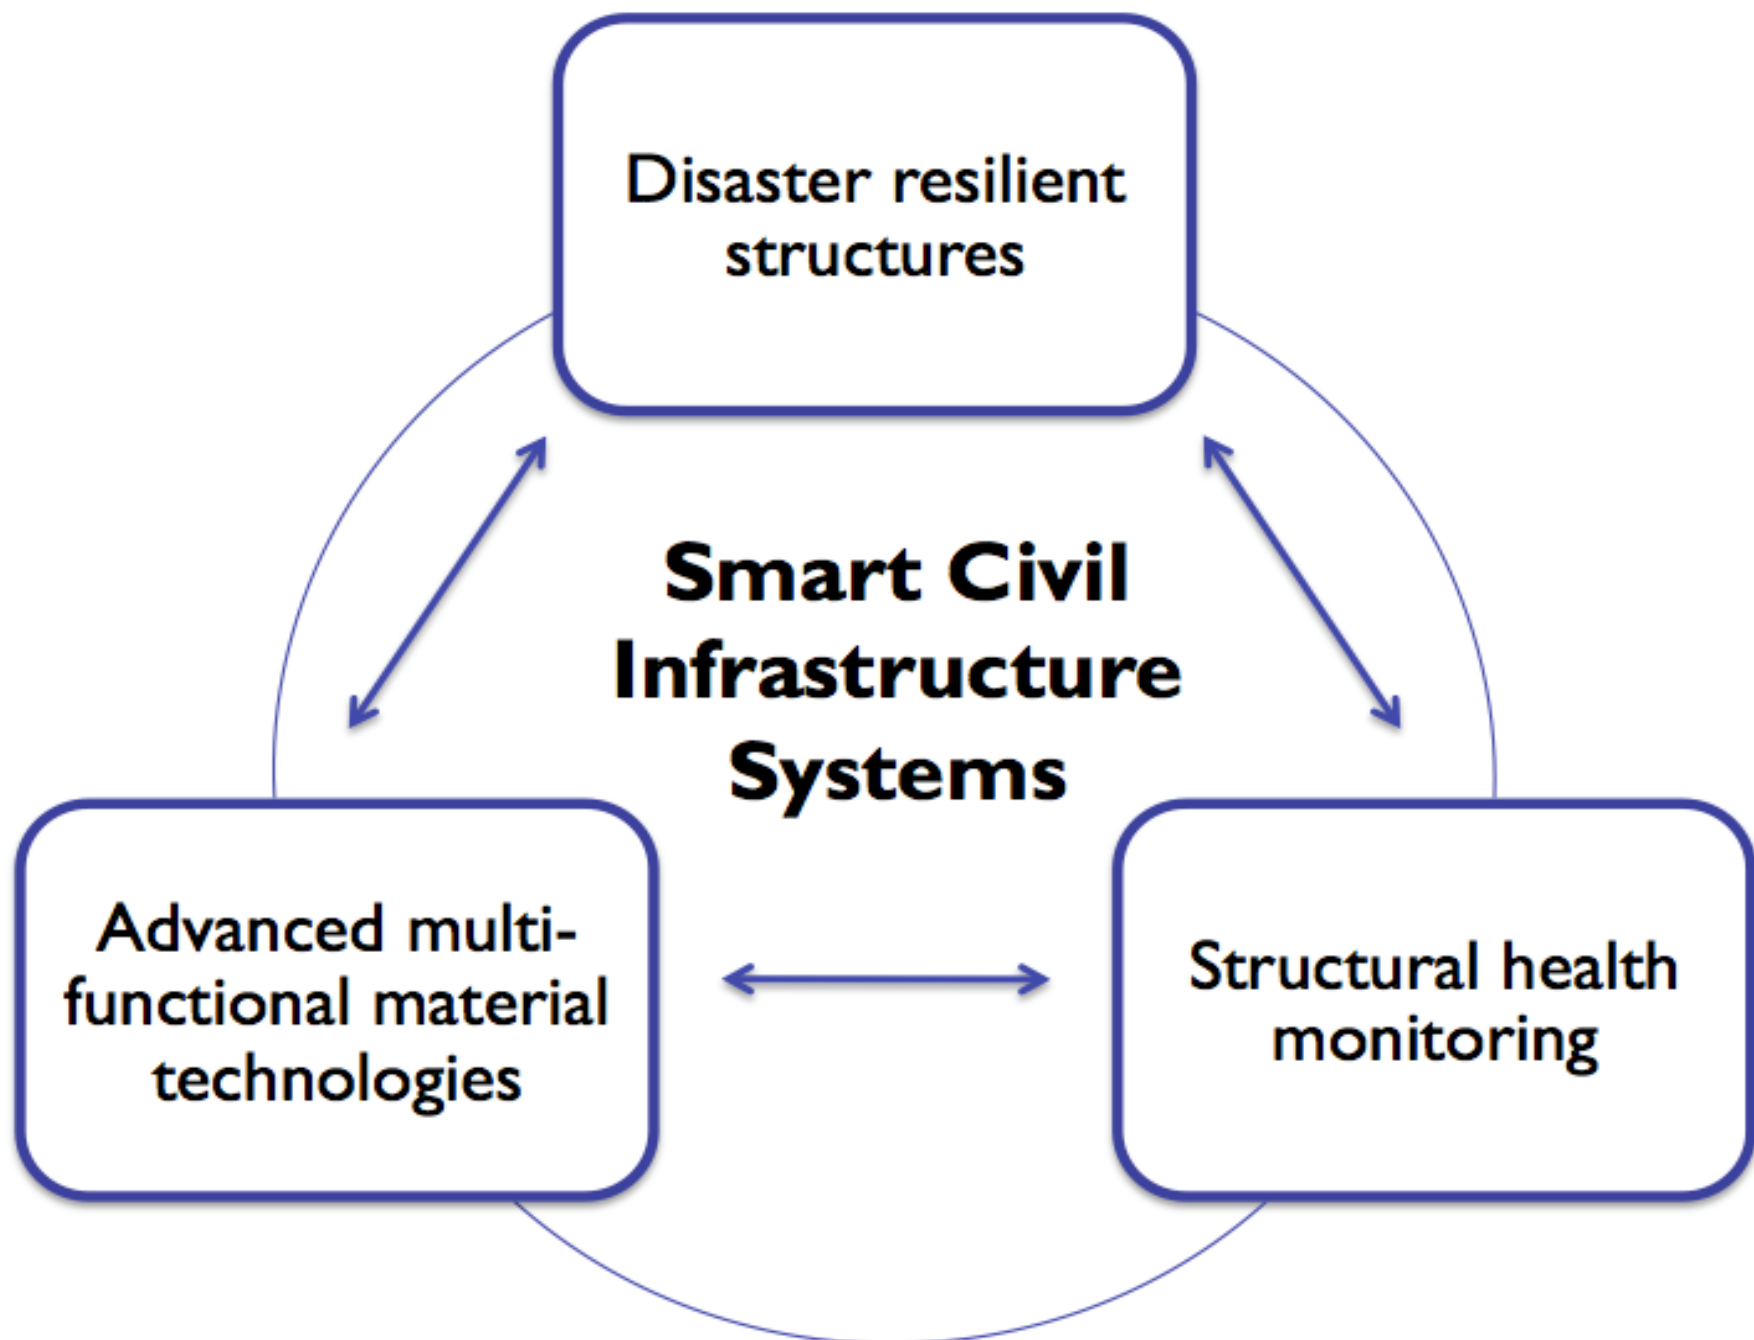 Disaster resilient
structures
Smart Civil
Infrastructure
Systems
Advanced multi-
functional material
technologies
Structural health
monitoring